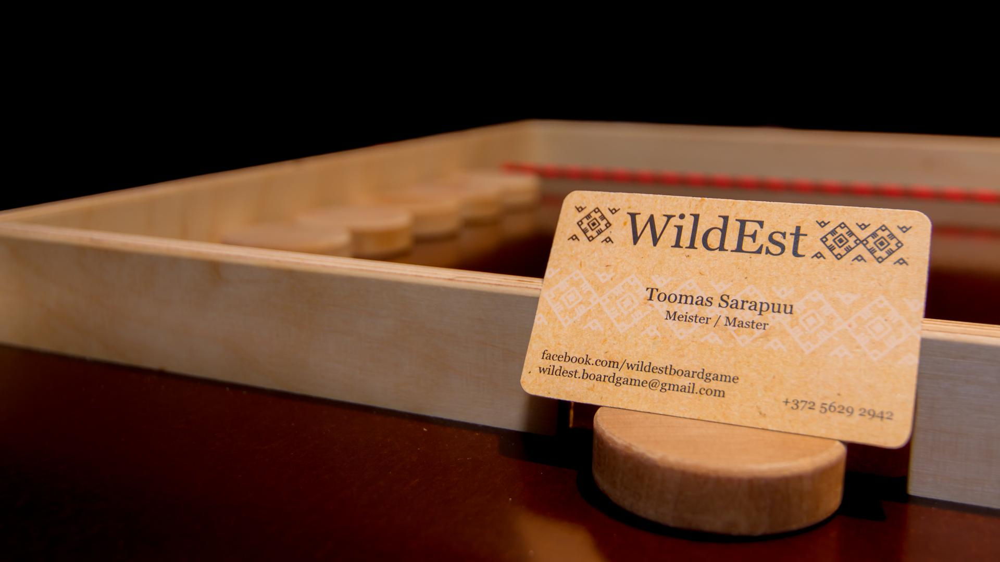 WildEst
Toomas Sarapuu
Meister / Master
facebook.com/wildestboardgame
wildest.boardgame@gmail.com
+372 5629 2942